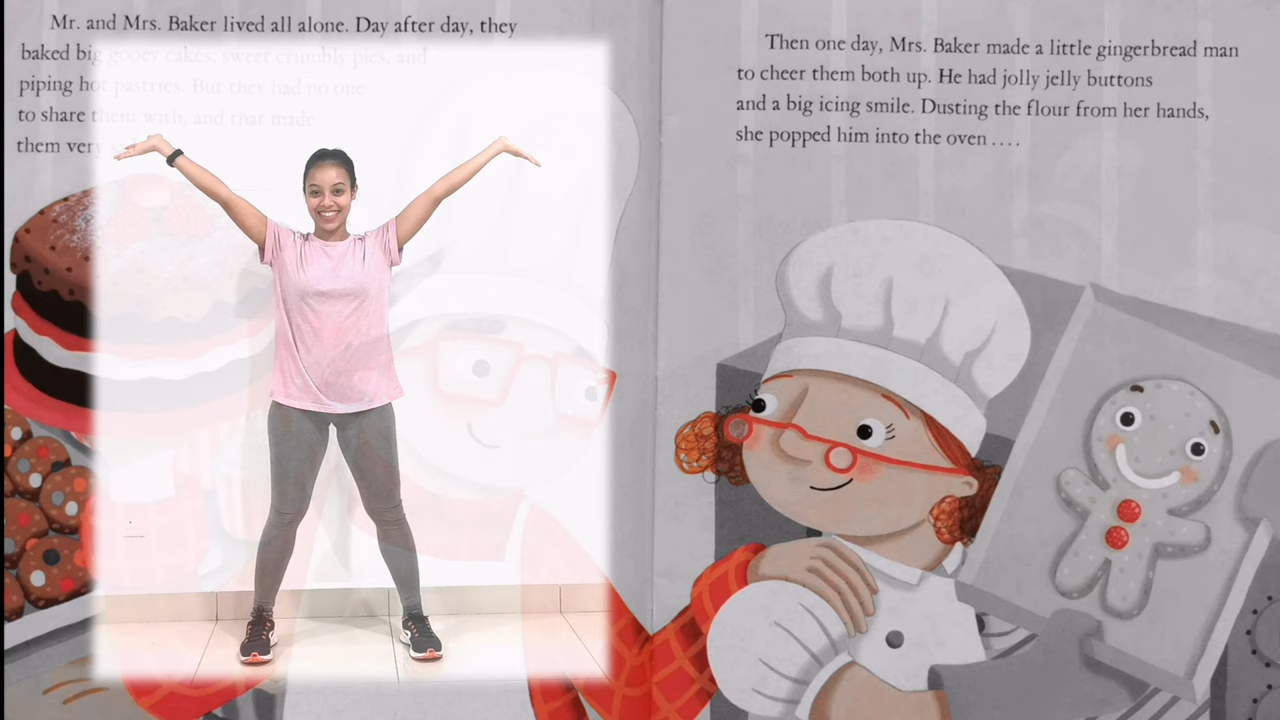 Mr. and Mrs. Baker lived all alone. Day after day, they
baked big gooey cakes, sweet crumbly pies, and
piping hot pastries. But they had no one
to share them with, and that made
them very
Then one day, Mrs. Baker made a little gingerbread man
to cheer them both up. He had jolly jelly buttons
and a big icing smile. Dusting the flour from her hands,
she popped him into the oven . . . .